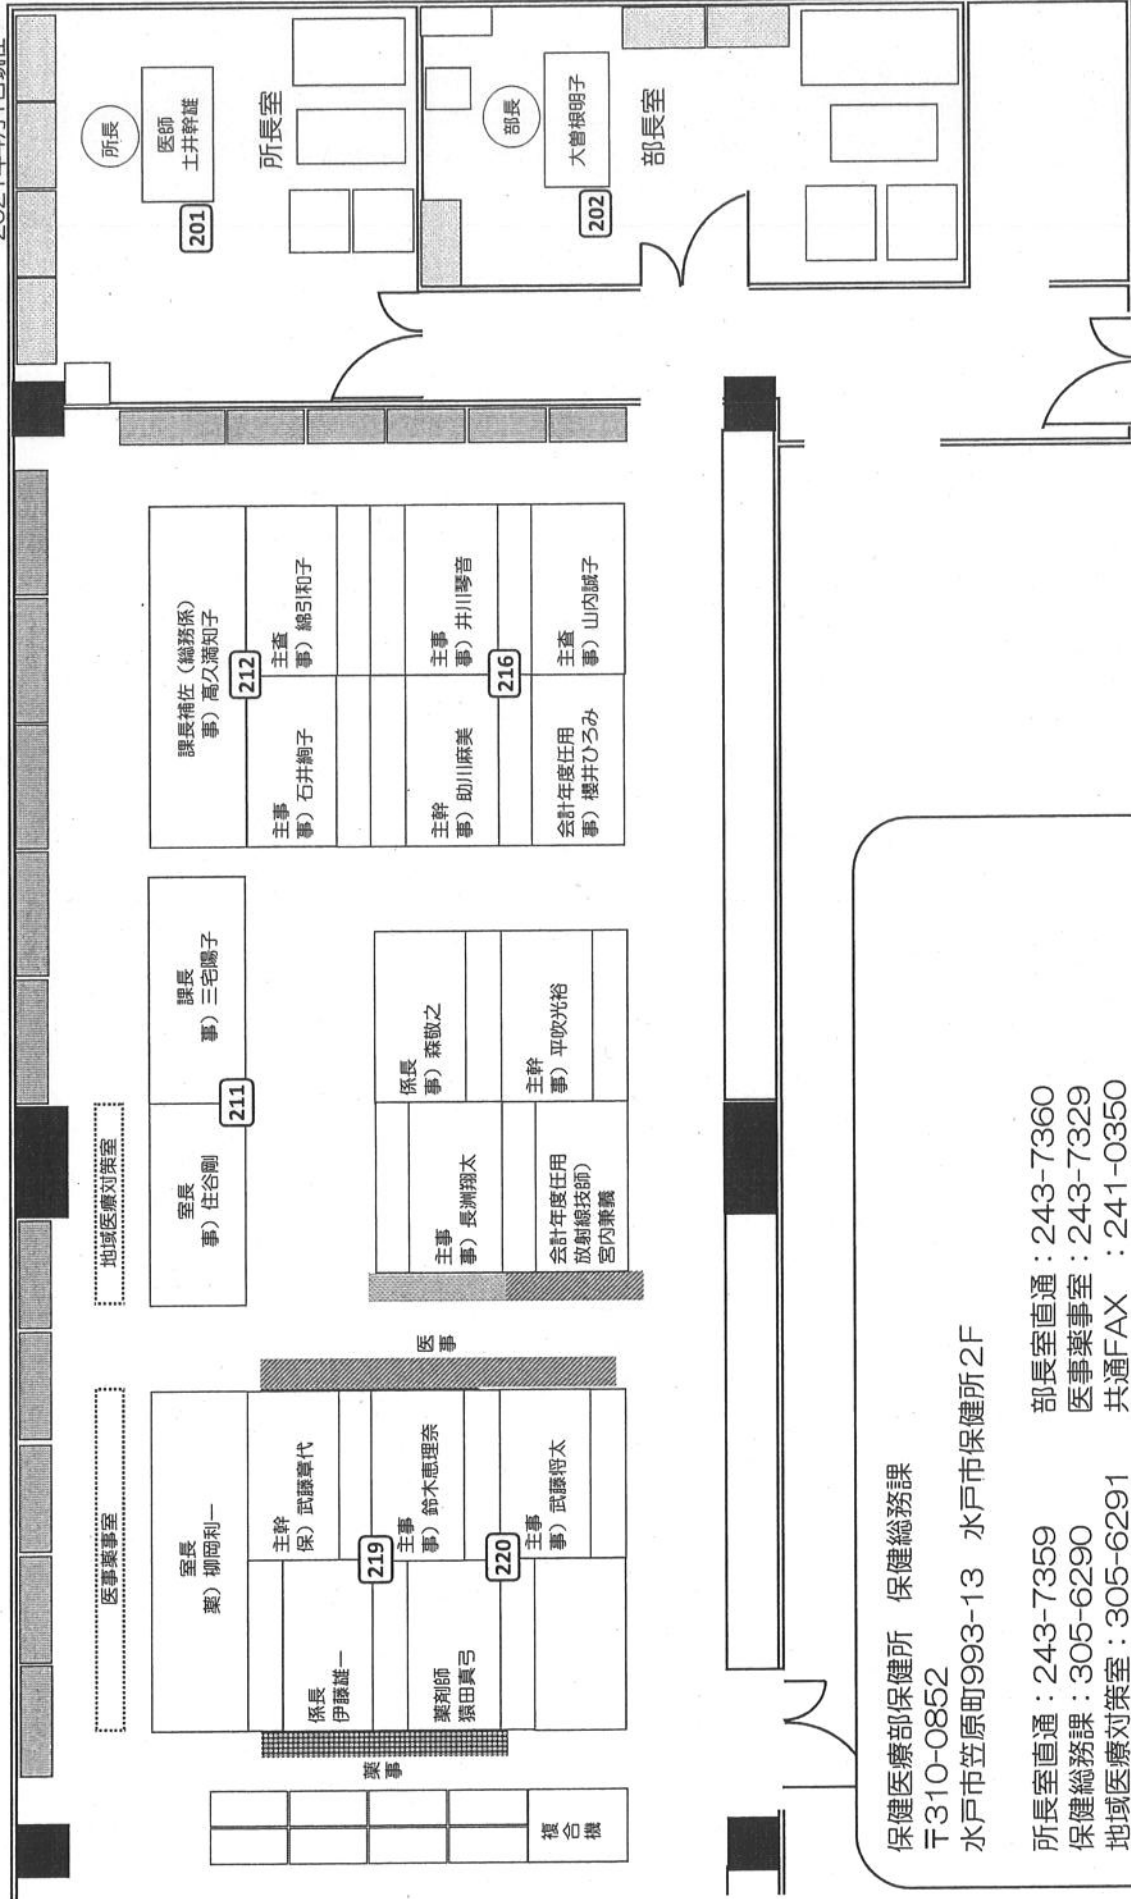 所長
医師
土井幹雄
201
所長室
部長
大曽根明子
202
部長室
課長補佐（総務係）
事）髙久満知子
212
主事
事）石井絢子
主査
事）綿引和子
主幹
事）助川麻美
主事
事）井川琴音
216
会計年度任用
事）櫻井ひろみ
主査
事）山内誠子
地域医療対策室
室長
事）住谷剛
課長
事）三宅陽子
211
係長
事）森敬之
主事
事）長洲翔太
主幹
事）平吹光裕
会計年度任用
放射線技師）
宮内兼義
医事薬事室
室長
薬）柳岡利一
主幹
保）武藤章代
係長
伊藤雄一
219
主事
事）鈴木恵理奈
薬剤師
猿田真弓
220
主事
事）武藤将太
医事
薬事
複合機
保健医療部保健所　保健総務課
〒310-0852
水戸市笠原町993-13　水戸市保健所2F
所長室直通：243-7359　部長室直通：243-7360
保健総務課：305-6290　医事薬事室：243-7329
地域医療対策室：305-6291　共通FAX　：241-0350